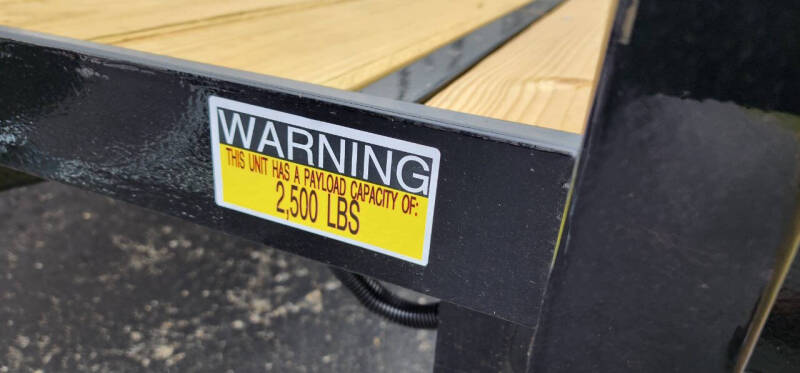 WARNING
THIS UNIT HAS A PAYLOAD CAPACITY OF:
2,500 LBS